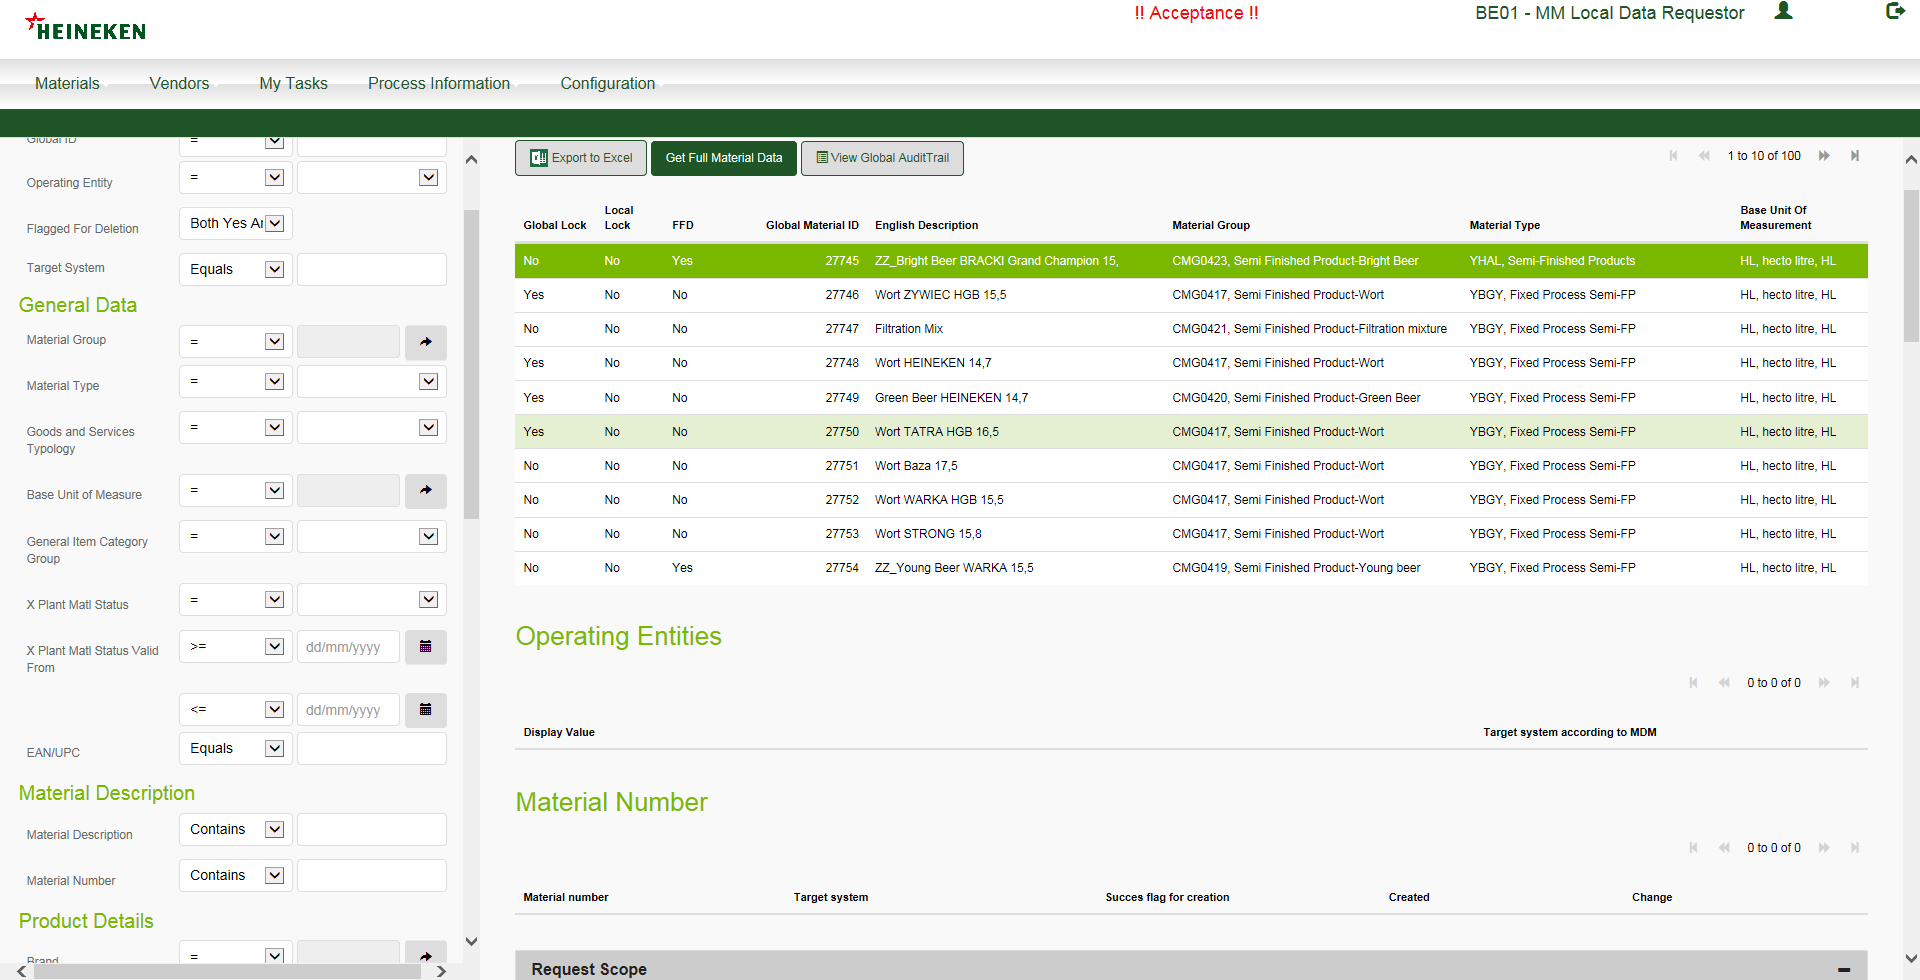 HEINEKEN
!! Acceptance !!
BE01 - MM Local Data Requestor
Materials Vendors My Tasks Process Information Configuration
Global ID =
Operating Entity =
Flagged For Deletion Both Yes Ar
Target System Equals
General Data
Material Group =
Material Type =
Goods and Services
Typology =
Base Unit of Measure =
General Item Category
Group =
X Plant Matl Status =
X Plant Matl Status Valid
From >= dd/mm/yyyy
<= dd/mm/yyyy
EAN/UPC Equals
Material Description
Material Description Contains
Material Number Contains
Product Details
Brand =
Export to Excel Get Full Material Data View Global AuditTrail 1 to 10 of 100
Global Lock Local Lock FFD Global Material ID English Description Material Group Material Type Base Unit Of Measurement
No No Yes 27745 ZZ_Bright Beer BRACKI Grand Champion 15, CMG0423, Semi Finished Product-Bright Beer YHAL, Semi-Finished Products HL, hecto litre, HL
Yes No No 27746 Wort ZYWIEC HGB 15,5 CMG0417, Semi Finished Product-Wort YBGY, Fixed Process Semi-FP HL, hecto litre, HL
No No No 27747 Filtration Mix CMG0421, Semi Finished Product-Filtration mixture YBGY, Fixed Process Semi-FP HL, hecto litre, HL
Yes No No 27748 Wort HEINEKEN 14,7 CMG0417, Semi Finished Product-Wort YBGY, Fixed Process Semi-FP HL, hecto litre, HL
Yes No No 27749 Green Beer HEINEKEN 14,7 CMG0420, Semi Finished Product-Green Beer YBGY, Fixed Process Semi-FP HL, hecto litre, HL
Yes No No 27750 Wort TATRA HGB 16,5 CMG0417, Semi Finished Product-Wort YBGY, Fixed Process Semi-FP HL, hecto litre, HL
No No No 27751 Wort Baza 17,5 CMG0417, Semi Finished Product-Wort YBGY, Fixed Process Semi-FP HL, hecto litre, HL
No No No 27752 Wort WARKA HGB 15,5 CMG0417, Semi Finished Product-Wort YBGY, Fixed Process Semi-FP HL, hecto litre, HL
No No No 27753 Wort STRONG 15,8 CMG0417, Semi Finished Product-Wort YBGY, Fixed Process Semi-FP HL, hecto litre, HL
No No Yes 27754 ZZ_Young Beer WARKA 15,5 CMG0419, Semi Finished Product-Young beer YBGY, Fixed Process Semi-FP HL, hecto litre, HL
Operating Entities
0 to 0 of 0
Display Value Target system according to MDM
Material Number
0 to 0 of 0
Material number Target system Succes flag for creation Created Change
Request Scope